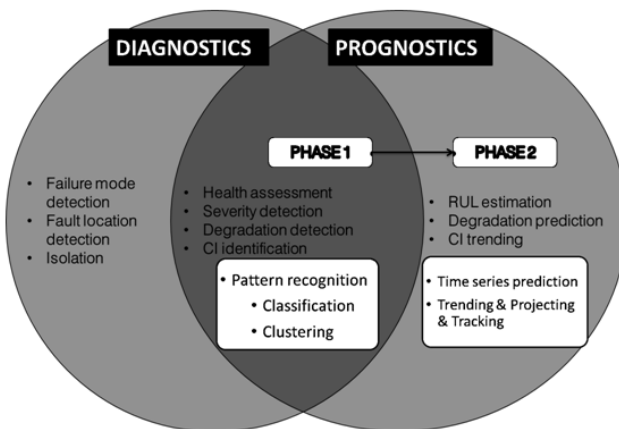 DIAGNOSTICS
PROGNOSTICS
PHASE 1
PHASE 2
• Failure mode
detection
• Fault location
detection
• Isolation
• Health assessment
• Severity detection
• Degradation detection
• CI identification
• Pattern recognition
• Classification
• Clustering
• RUL estimation
• Degradation prediction
• CI trending
• Time series prediction
• Trending & Projecting
& Tracking